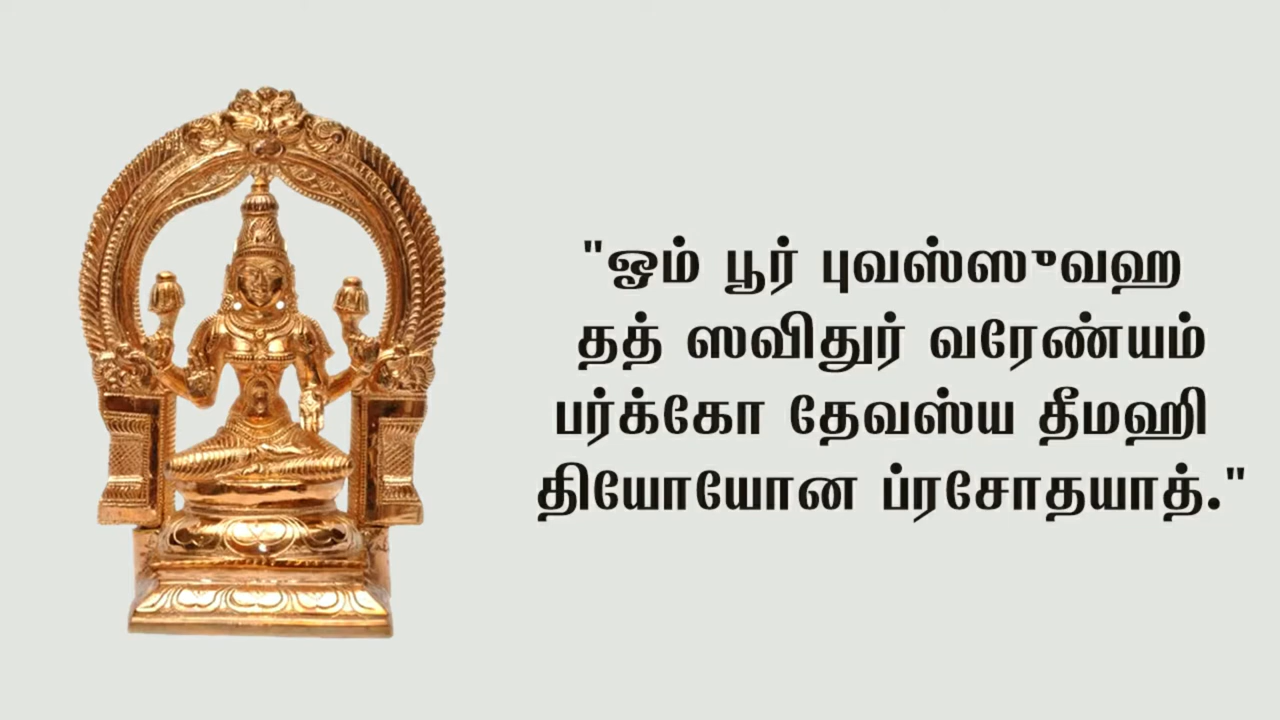 "ஓம் பூர் புவஸ்ஸுவஹ
தத் ஸவிதுர் வரேண்யம்
பர்க்கோ தேவஸ்ய தீமஹி
தியோயோன ப்ரசோதயாத்."